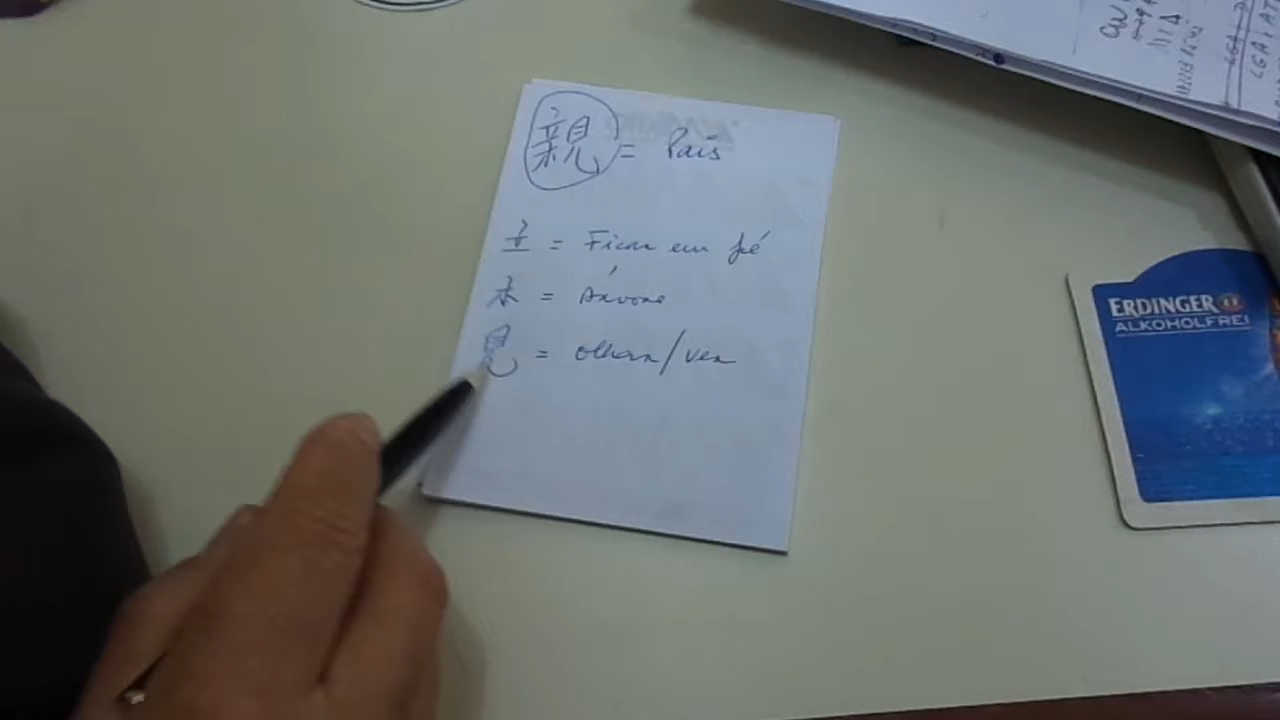 親 = Pais
立 = Ficar em pé
木 = Árvore
見 = olhar/ver
ERDINGER
ALKOHOLFREI